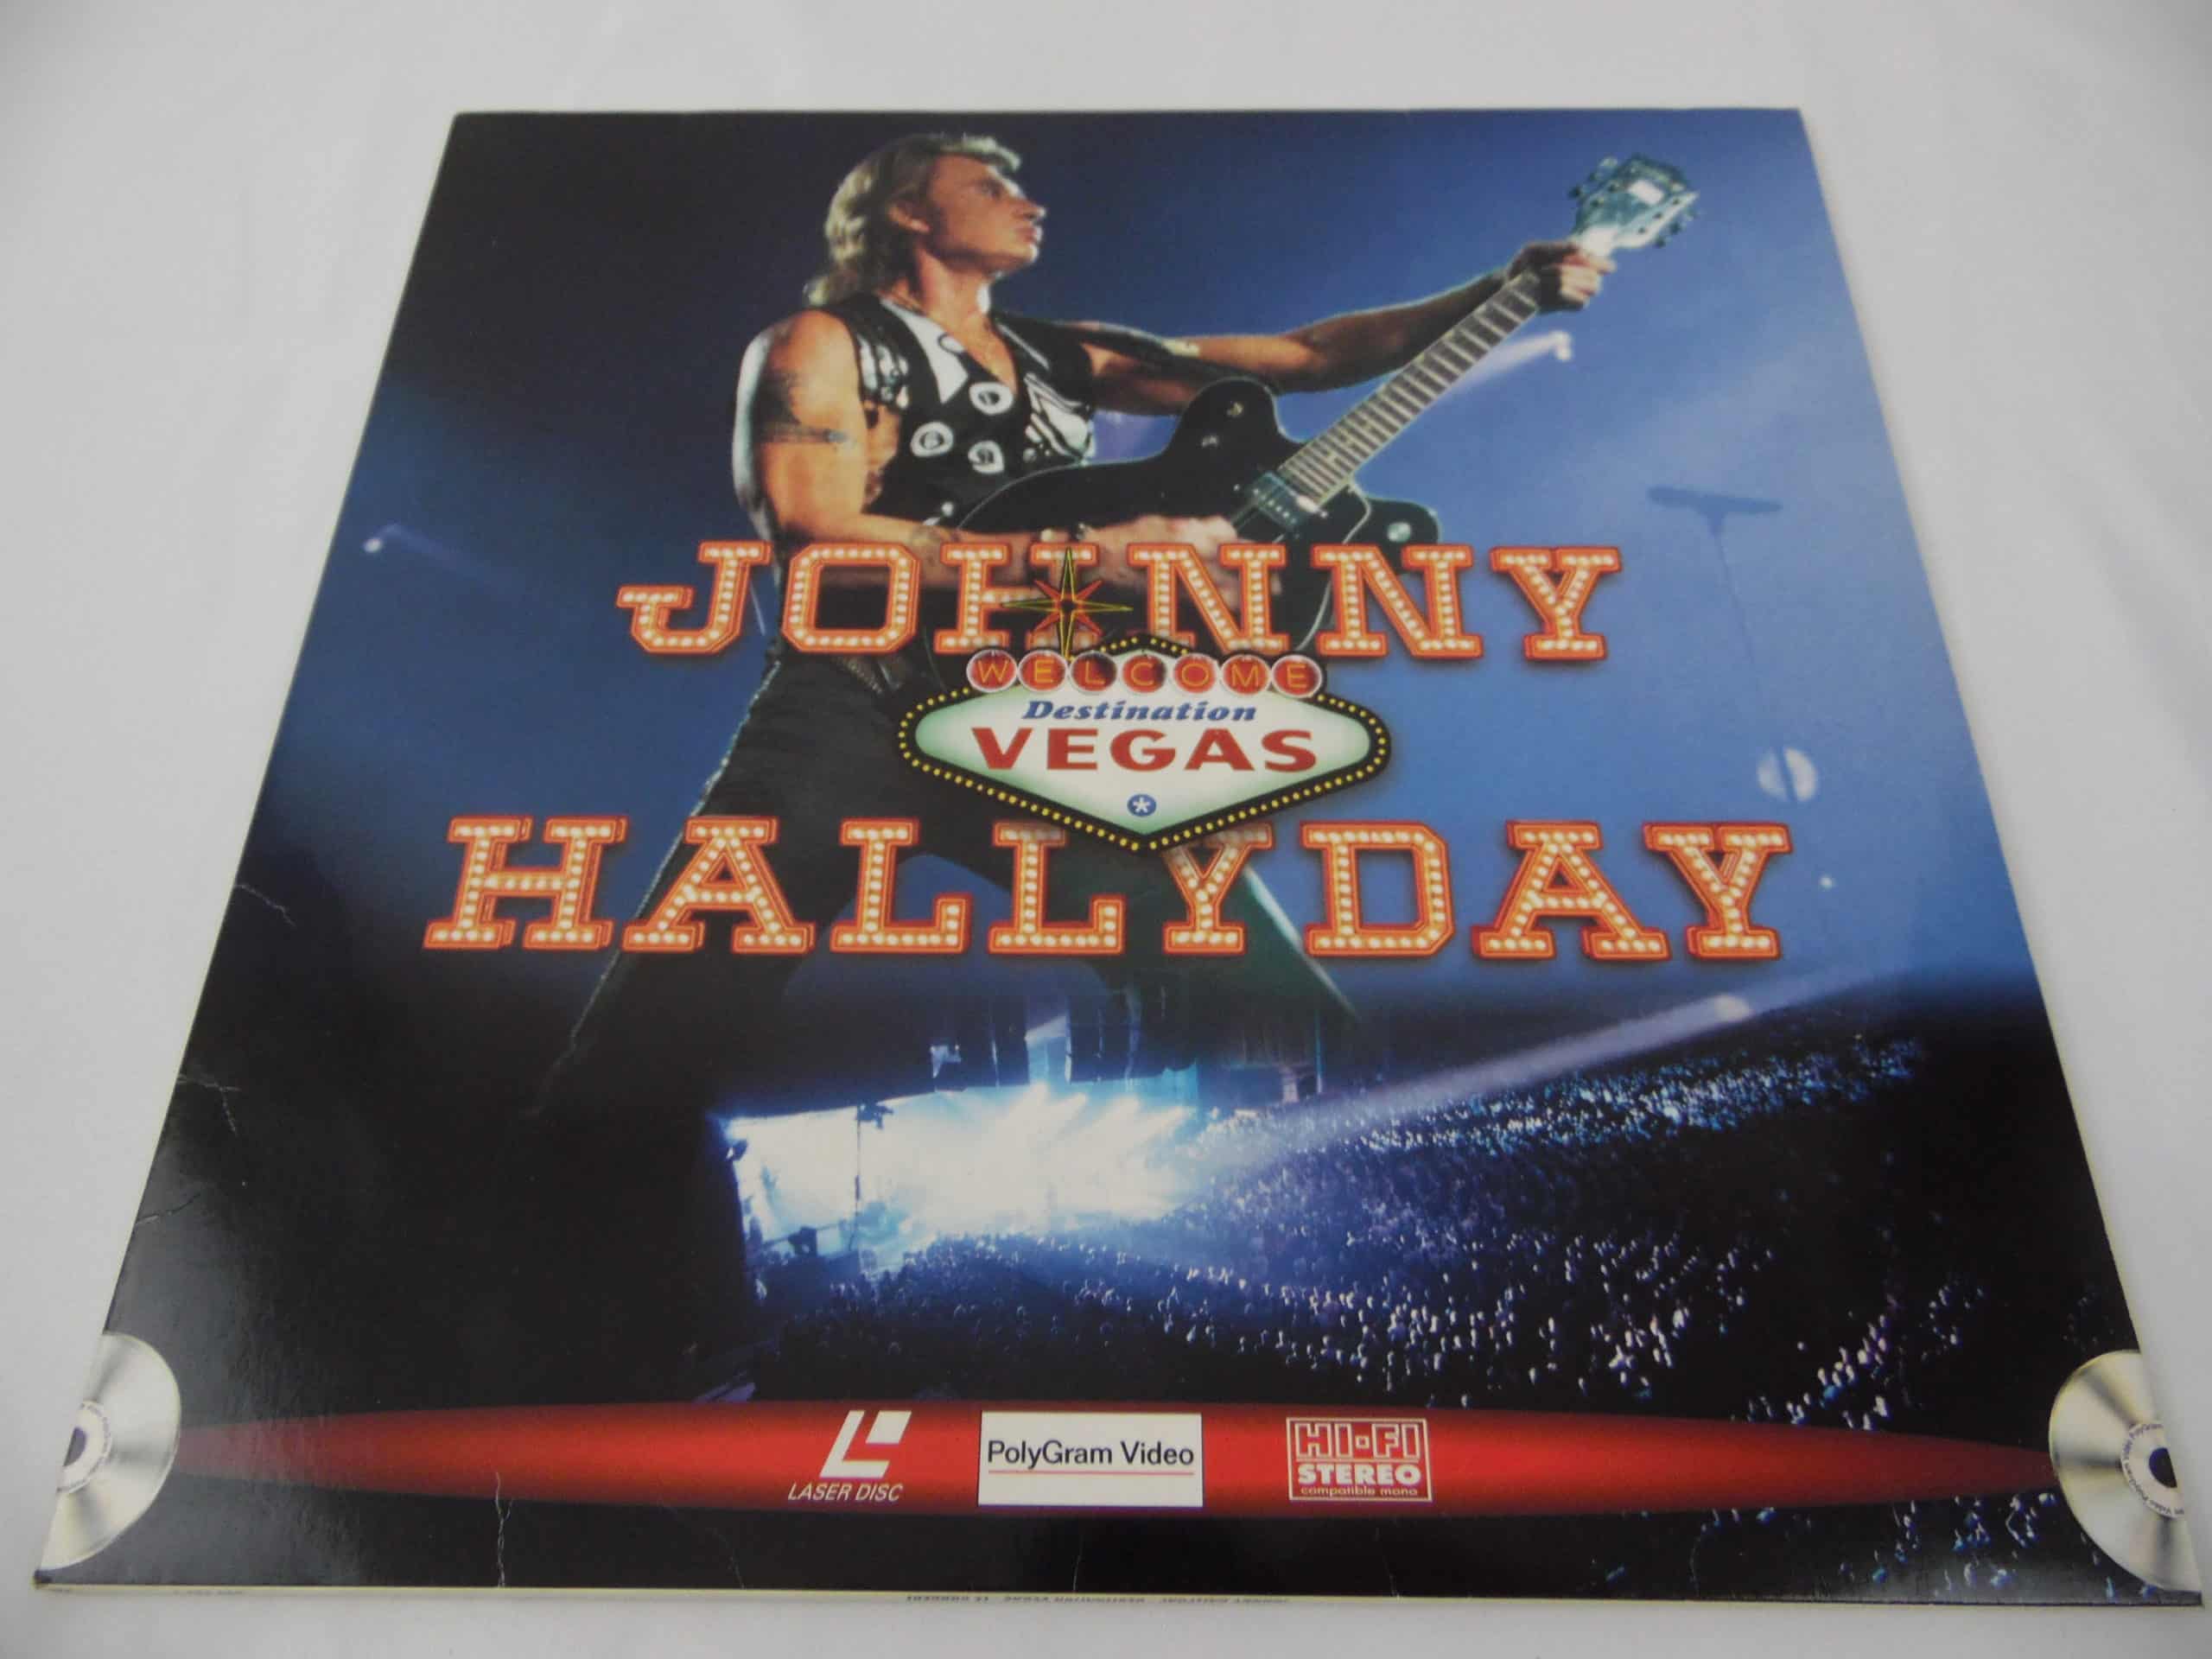 JOHNNY
WELCOME
Destination
VEGAS
HALLYDAY
LASER DISC
PolyGram Video
HI-FI
STEREO
compatible mono